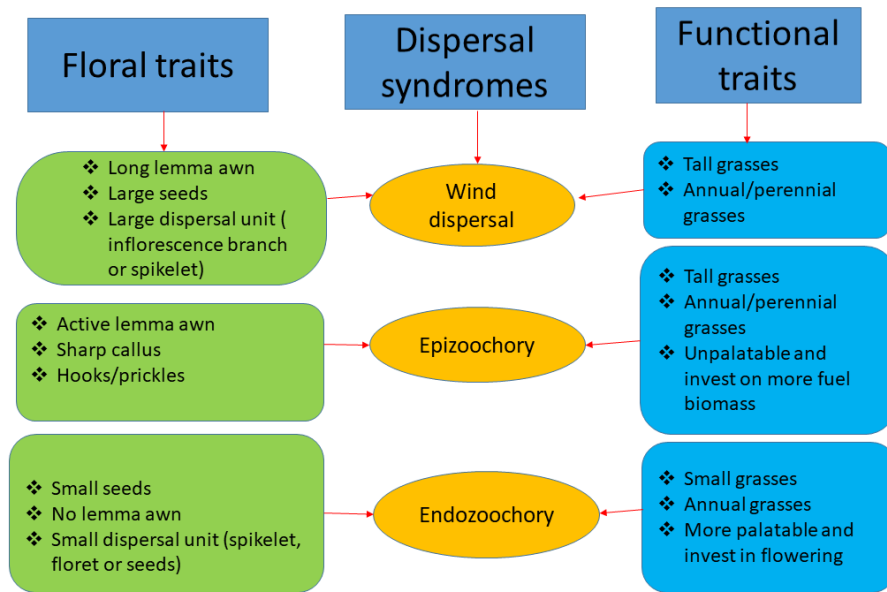 Floral traits
Dispersal
syndromes
Functional
traits
❖ Long lemma awn
❖ Large seeds
❖ Large dispersal unit (
inflorescence branch
or spikelet)
Wind
dispersal
❖ Tall grasses
❖ Annual/perennial
grasses
❖ Active lemma awn
❖ Sharp callus
❖ Hooks/prickles
Epizoochory
❖ Tall grasses
❖ Annual/perennial
grasses
❖ Unpalatable and
invest on more fuel
biomass
❖ Small seeds
❖ No lemma awn
❖ Small dispersal unit (spikelet,
floret or seeds)
Endozoochory
❖ Small grasses
❖ Annual grasses
❖ More palatable and
invest in flowering